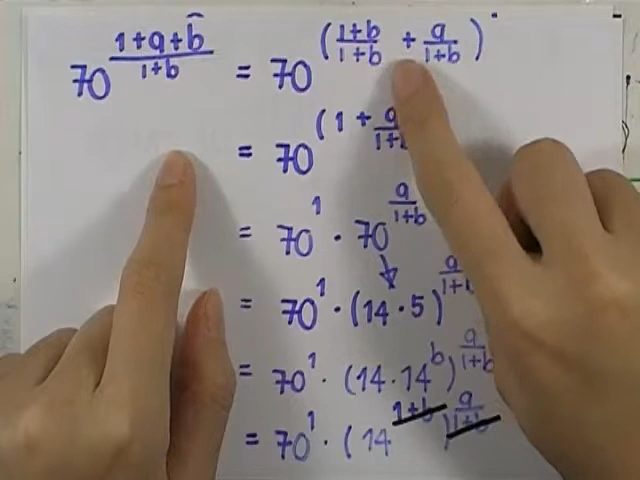 70^((1+a+b)/(1+b)) = 70^((1+b)/(1+b) + a/(1+b))
= 70^(1 + a/(1+b
= 70^1 · 70^(a/(1+b))
= 70^1 · (14 · 5)^(a/(1+b
= 70^1 · (14 · 14^b)^(a/(1+b
= 70^1 · (14^(1+b))^(a/(1+b))